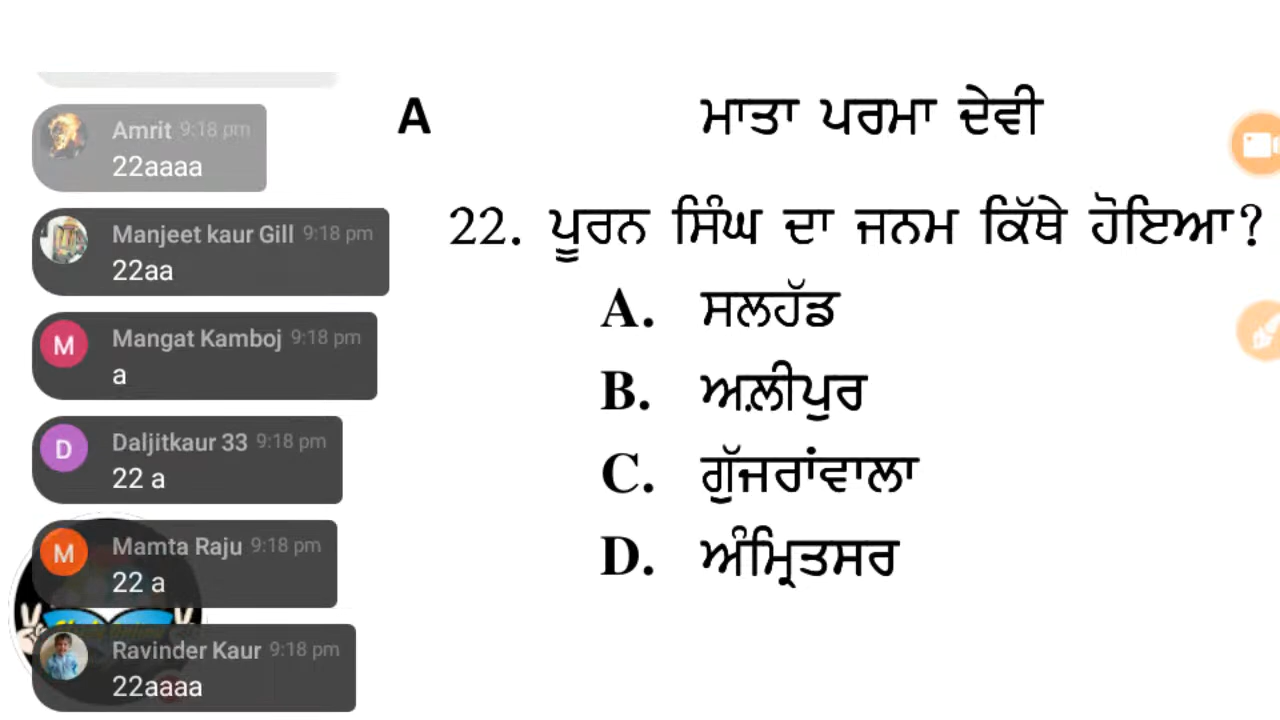 A ਮਾਤਾ ਪਰਮਾ ਦੇਵੀ
22. ਪੂਰਨ ਸਿੰਘ ਦਾ ਜਨਮ ਕਿੱਥੇ ਹੋਇਆ?
A. ਸਲਹੱਡ
B. ਅਲ਼ੀਪੁਰ
C. ਗੁੱਜਰਾਂਵਾਲਾ
D. ਅੰਮ੍ਰਿਤਸਰ
Amrit 9:18 pm
22aaaa
Manjeet kaur Gill 9:18 pm
22aa
M
Mangat Kamboj 9:18 pm
a
D
Daljitkaur 33 9:18 pm
22 a
M
Mamta Raju 9:18 pm
22 a
Ravinder Kaur 9:18 pm
22aaaa